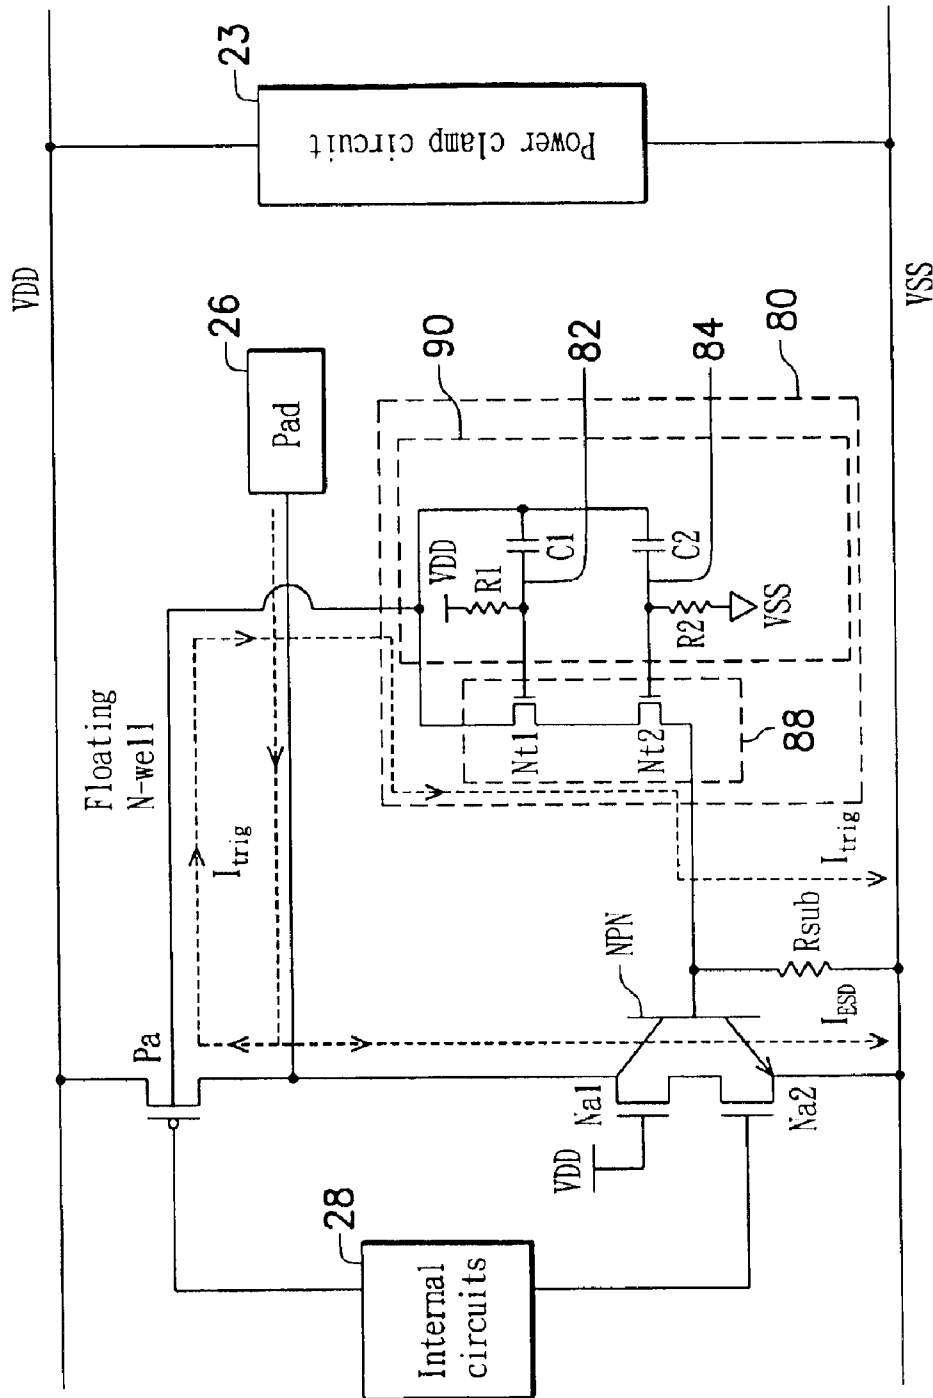 VDD
23
Power clamp circuit
VSS
26
Pad
90
82
84
80
VDD
R1
C1
C2
R2
VSS
88
Nt1
Nt2
Floating
N-well
Itrig
Itrig
Rsub
NPN
IESD
Pa
Na1
Na2
VDD
28
Internal
circuits